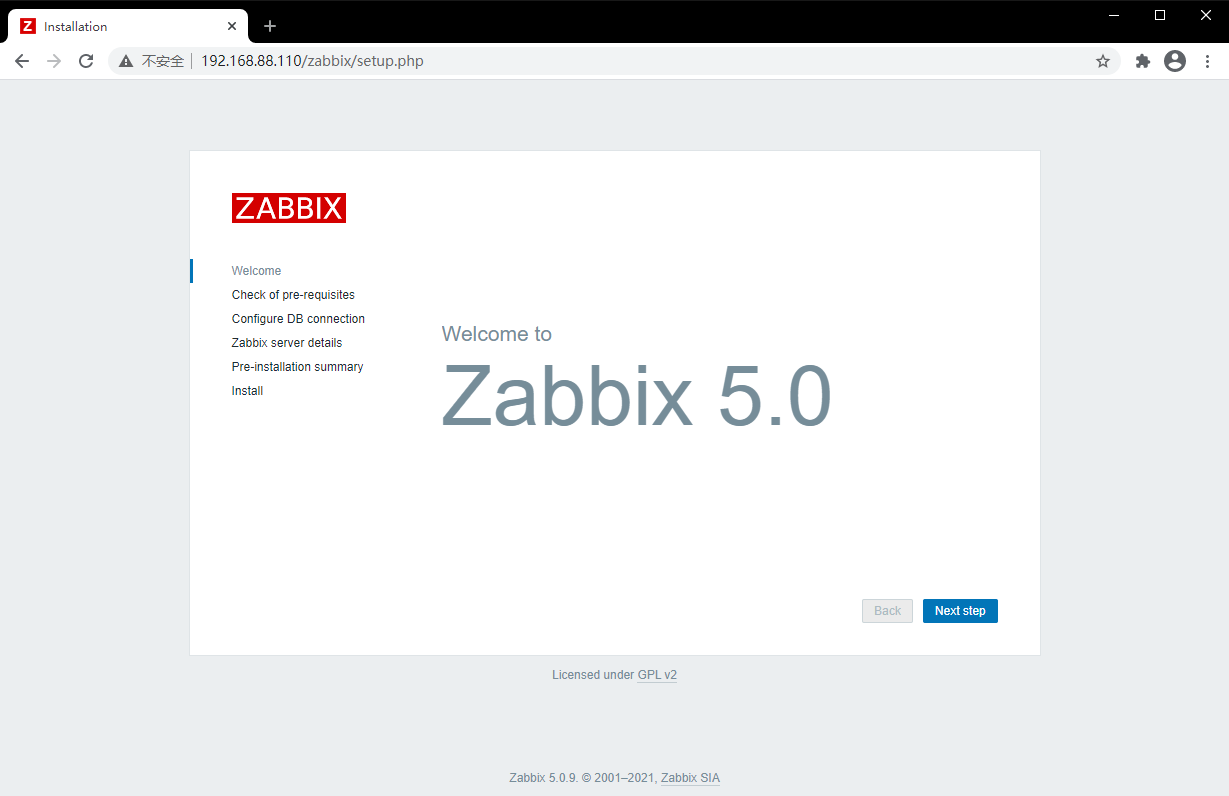 Z Installation
不安全 192.168.88.110/zabbix/setup.php
ZABBIX
Welcome
Check of pre-requisites
Configure DB connection
Zabbix server details
Pre-installation summary
Install
Welcome to
Zabbix 5.0
Back Next step
Licensed under GPL v2
Zabbix 5.0.9. © 2001–2021, Zabbix SIA